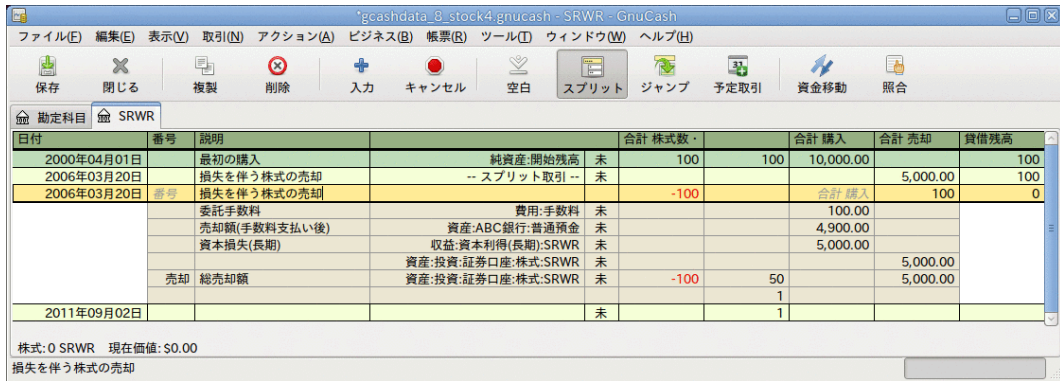 *gcashdata_8_stock4.gnucash - SRWR - GnuCash
ファイル(F) 編集(E) 表示(V) 取引(N) アクション(A) ビジネス(B) 帳票(R) ツール(T) ウィンドウ(W) ヘルプ(H)
保存 閉じる 複製 削除 入力 キャンセル 空白 スプリット ジャンプ 予定取引 資金移動 照合
勘定科目 SRWR
日付 番号 説明 合計 株式数・ 合計 購入 合計 売却 貸借残高
2000年04月01日 最初の購入 純資産:開始残高 未 100 100 10,000.00 100
2006年03月20日 損失を伴う株式の売却 -- スプリット取引 -- 未 5,000.00 100
2006年03月20日 番号 損失を伴う株式の売却 -100 合計 購入 100 0
委託手数料 費用:手数料 未 100.00
売却額(手数料支払い後) 資産:ABC銀行:普通預金 未 4,900.00
資本損失(長期) 収益:資本利得(長期):SRWR 未 5,000.00
資産:投資:証券口座:株式:SRWR 未 5,000.00
売却 総売却額 資産:投資:証券口座:株式:SRWR 未 -100 50 5,000.00
1
2011年09月02日 未 1
株式: 0 SRWR 現在価値: $0.00
損失を伴う株式の売却